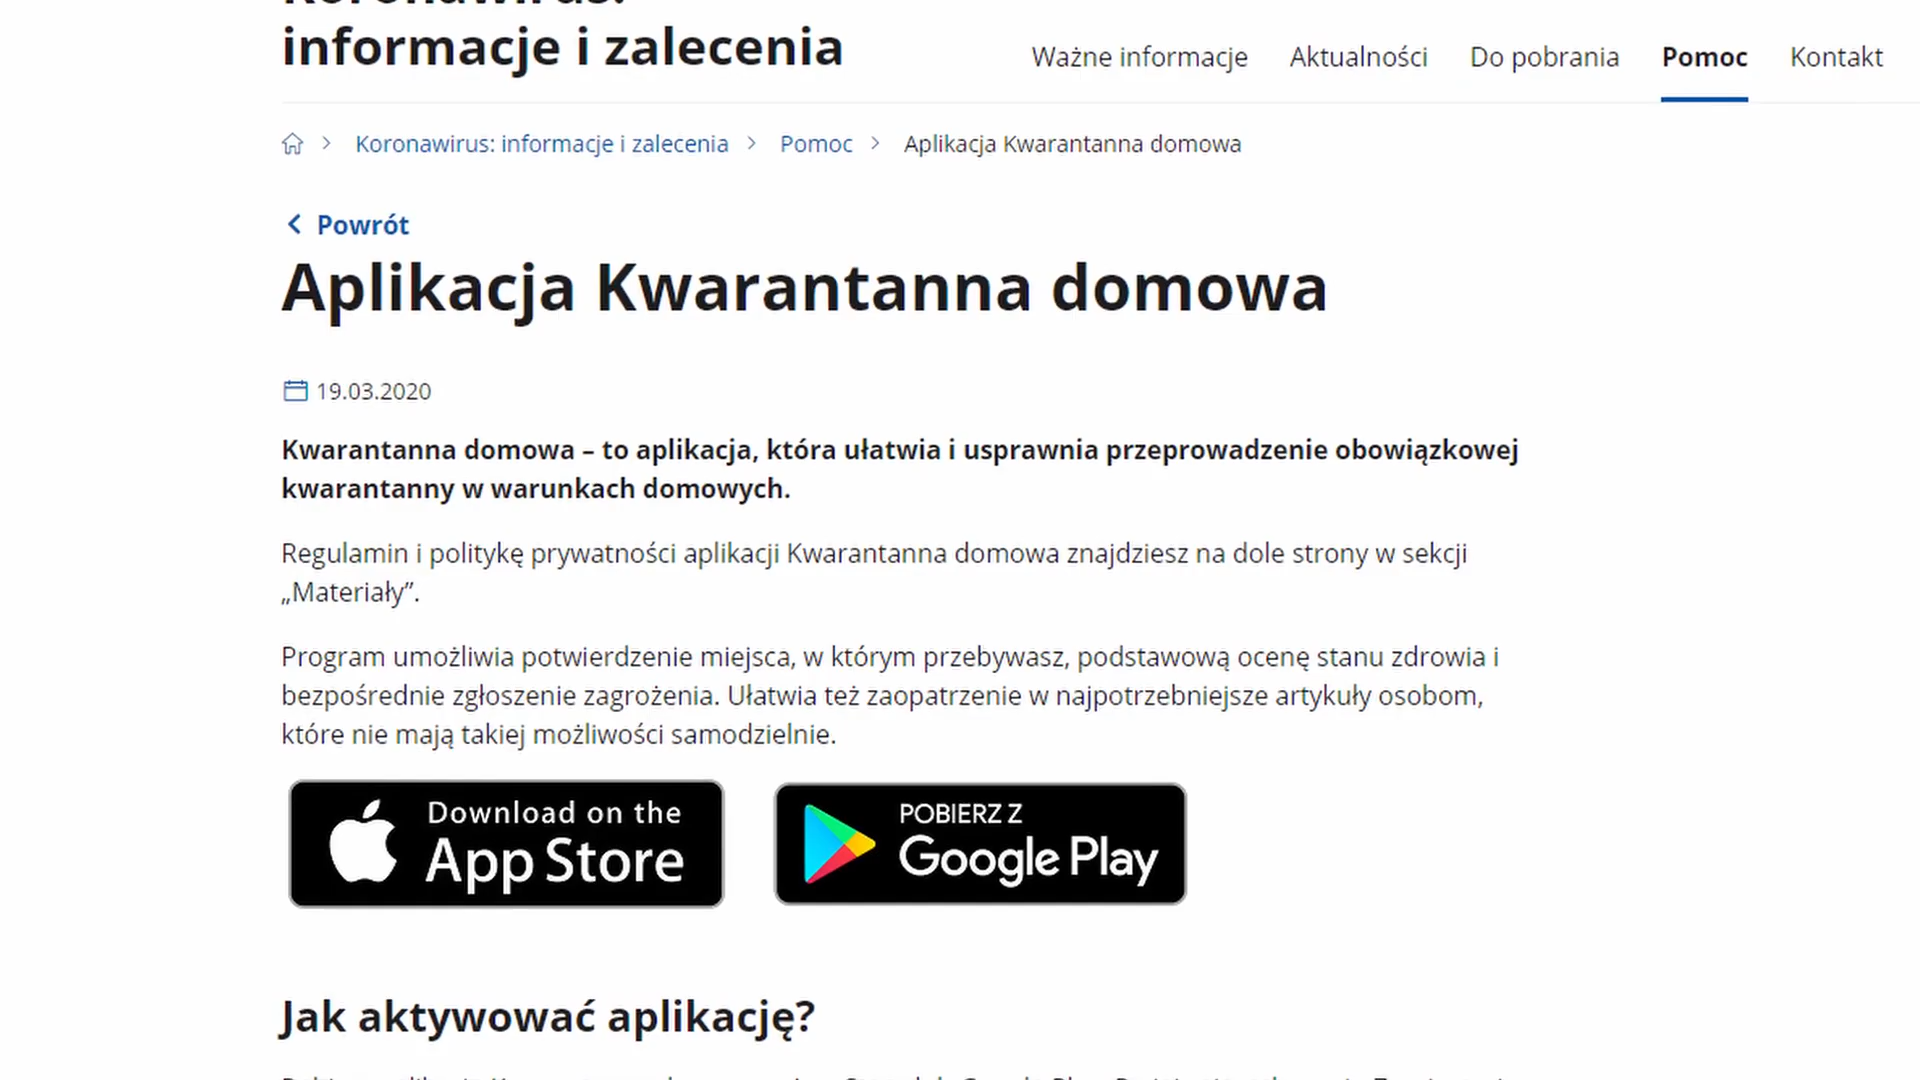 Koronawirus:
informacje i zalecenia
Ważne informacje Aktualności Do pobrania Pomoc Kontakt
Koronawirus: informacje i zalecenia Pomoc Aplikacja Kwarantanna domowa
Powrót
Aplikacja Kwarantanna domowa
19.03.2020
Kwarantanna domowa – to aplikacja, która ułatwia i usprawnia przeprowadzenie obowiązkowej
kwarantanny w warunkach domowych.
Regulamin i politykę prywatności aplikacji Kwarantanna domowa znajdziesz na dole strony w sekcji
„Materiały”.
Program umożliwia potwierdzenie miejsca, w którym przebywasz, podstawową ocenę stanu zdrowia i
bezpośrednie zgłoszenie zagrożenia. Ułatwia też zaopatrzenie w najpotrzebniejsze artykuły osobom,
które nie mają takiej możliwości samodzielnie.
Download on the
App Store
POBIERZ Z
Google Play
Jak aktywować aplikację?